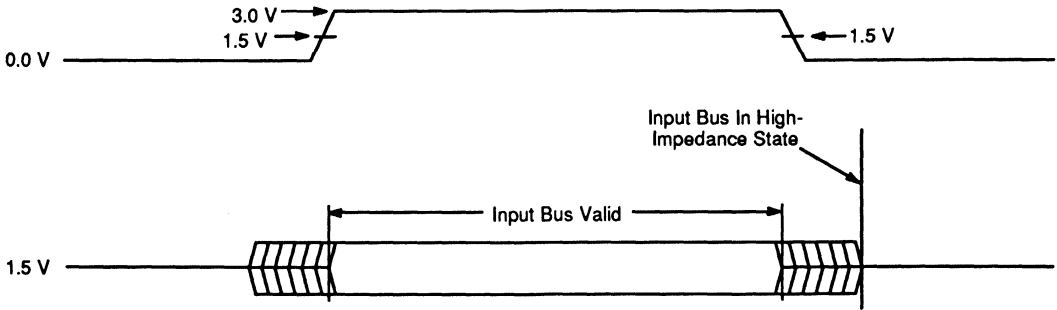 3.0 V
1.5 V
1.5 V
0.0 V
Input Bus In High-
Impedance State
Input Bus Valid
1.5 V